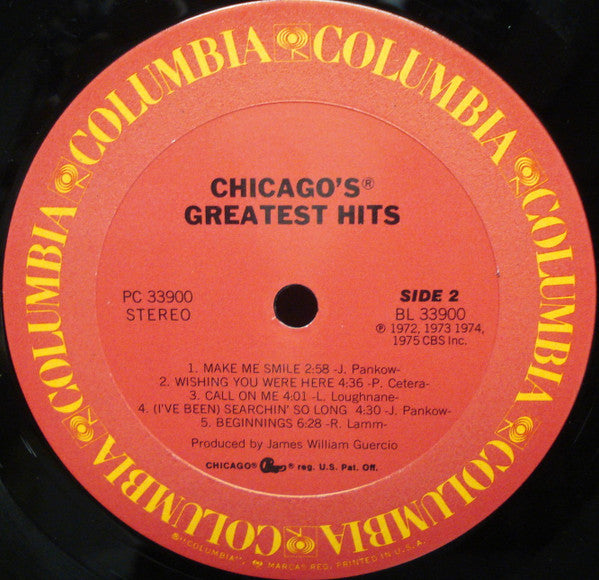 COLUMBIA COLUMBIA COLUMBIA COLUMBIA COLUMBIA COLUMBIA COLUMBIA
CHICAGO'S®
GREATEST HITS
PC 33900
STEREO
SIDE 2
BL 33900
℗ 1972, 1973 1974,
1975 CBS Inc.
1. MAKE ME SMILE 2:58 -J. Pankow-
2. WISHING YOU WERE HERE 4:36 -P. Cetera-
3. CALL ON ME 4:01 -L. Loughnane-
4. (I'VE BEEN) SEARCHIN' SO LONG 4:30 -J. Pankow-
5. BEGINNINGS 6:28 -R. Lamm-
Produced by James William Guercio
CHICAGO® Chicago ® reg. U.S. Pat. Off.
®"COLUMBIA", MARCAS REG. PRINTED IN U.S.A.